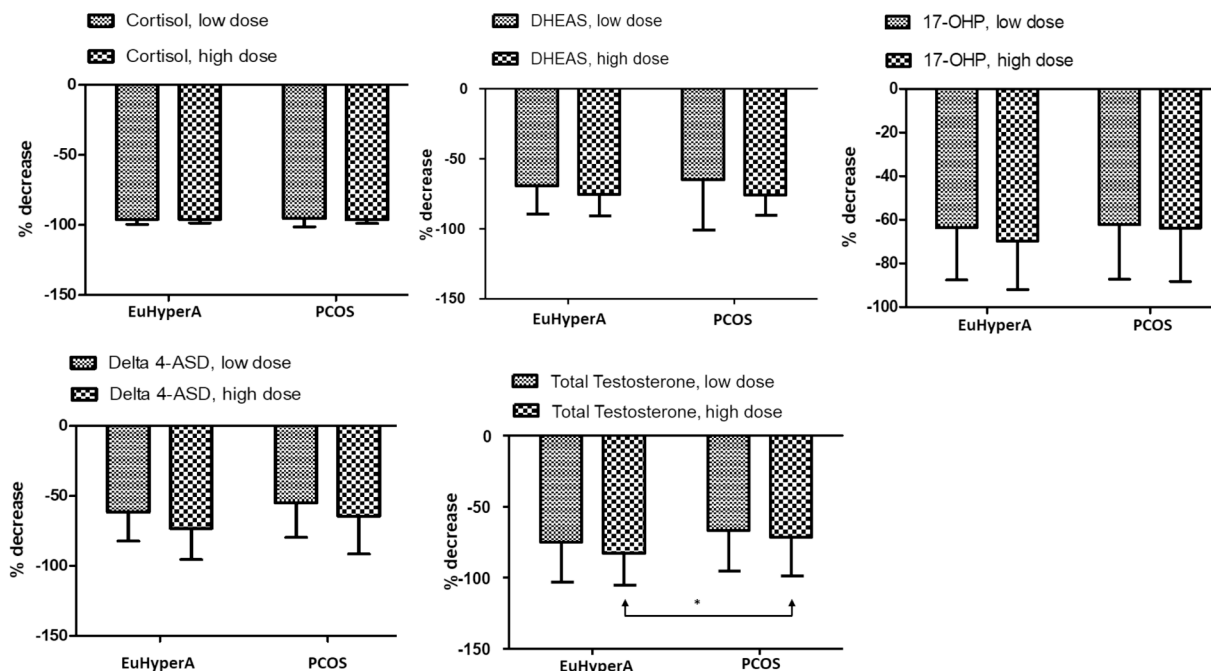 Cortisol, low dose
Cortisol, high dose
% decrease
0
-50
-100
-150
EuHyperA PCOS
DHEAS, low dose
DHEAS, high dose
% decrease
0
-50
-100
-150
EuHyperA PCOS
17-OHP, low dose
17-OHP, high dose
% decrease
0
-20
-40
-60
-80
-100
EuHyperA PCOS
Delta 4-ASD, low dose
Delta 4-ASD, high dose
% decrease
0
-50
-100
-150
EuHyperA PCOS
Total Testosterone, low dose
Total Testosterone, high dose
% decrease
0
-50
-100
-150
*
EuHyperA PCOS